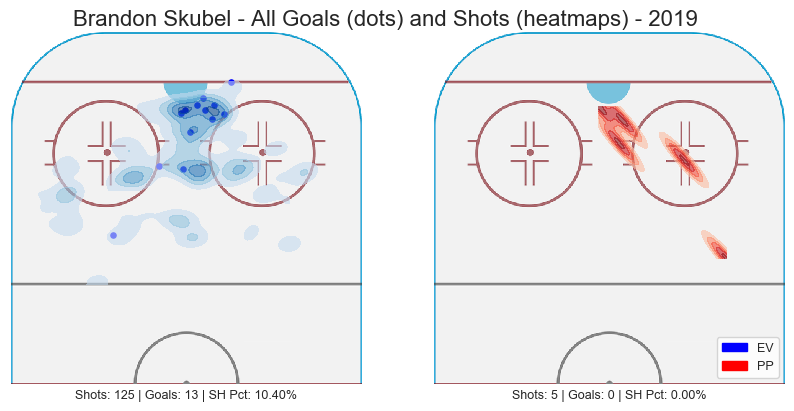 Brandon Skubel - All Goals (dots) and Shots (heatmaps) - 2019
EV
PP
Shots: 125 | Goals: 13 | SH Pct: 10.40%
Shots: 5 | Goals: 0 | SH Pct: 0.00%